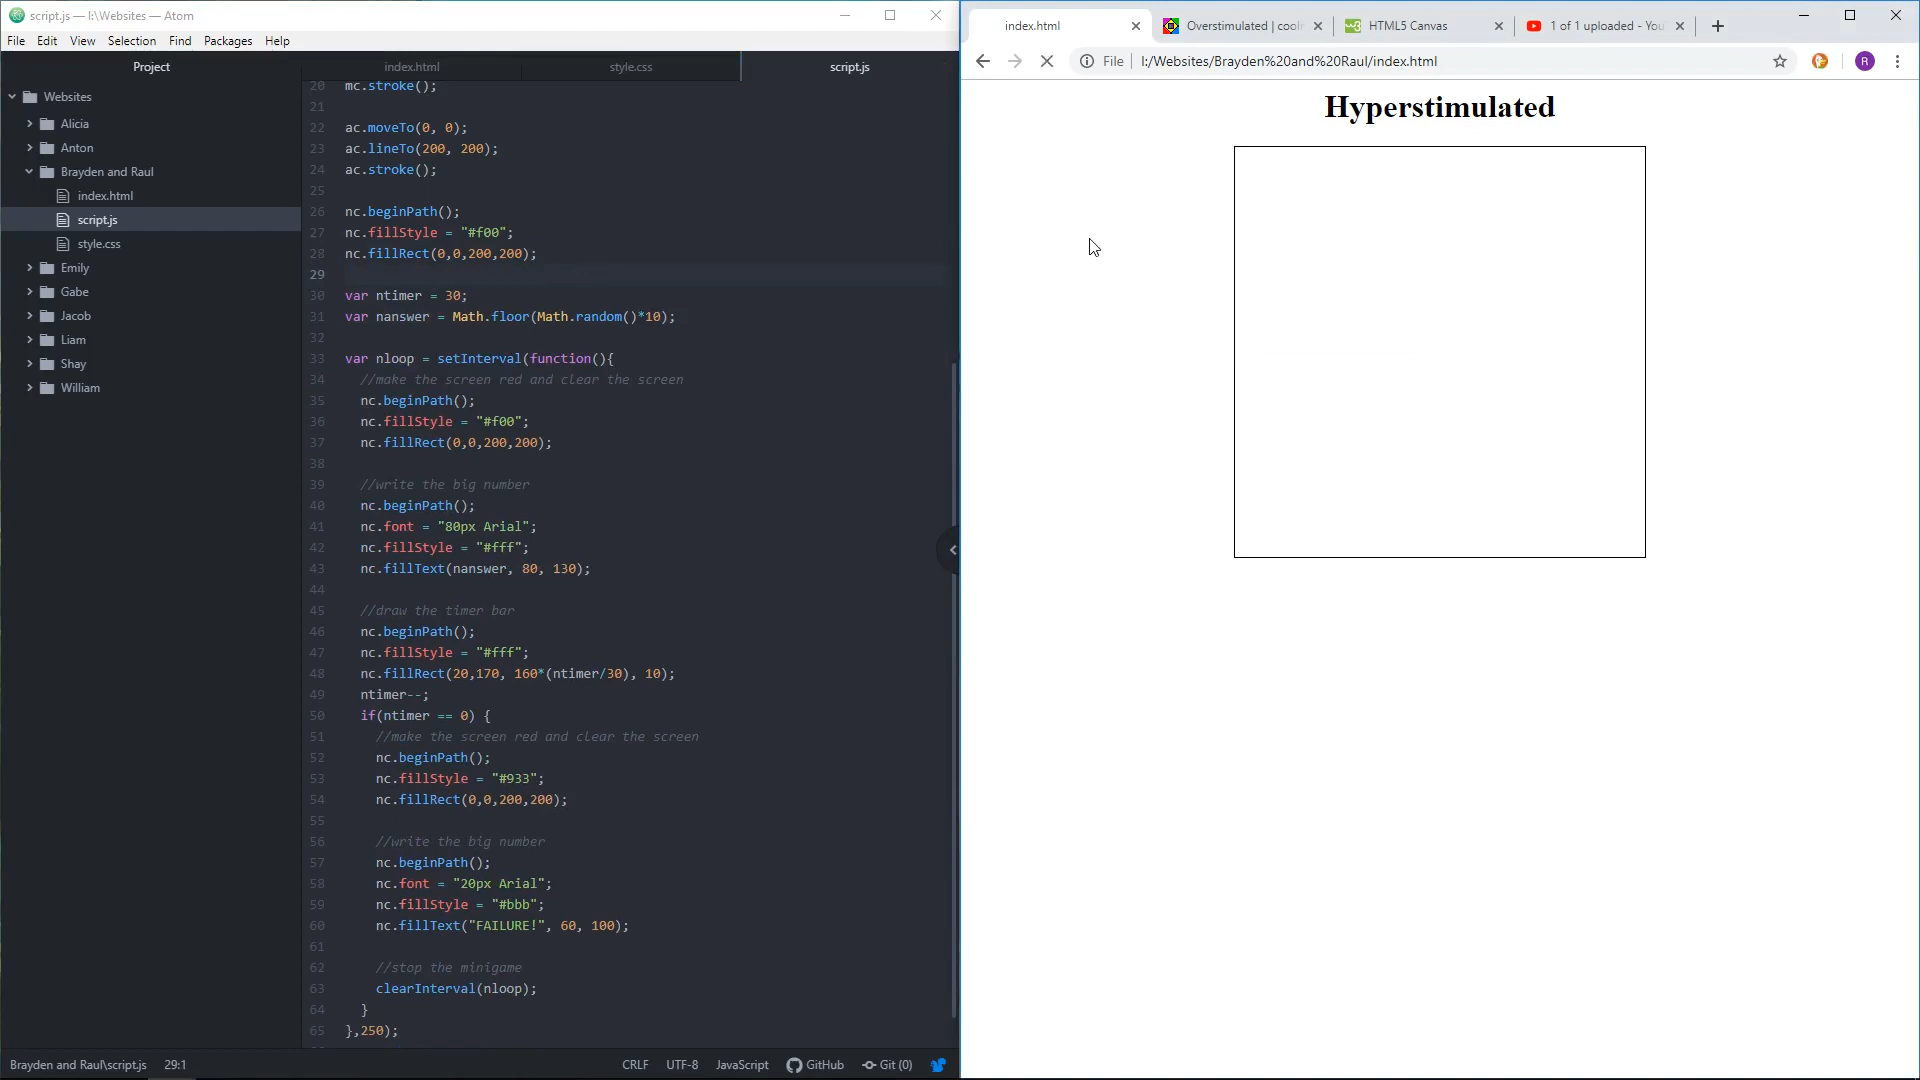 script.js — I:\Websites — Atom
File Edit View Selection Find Packages Help
Project
Websites
Alicia
Anton
Brayden and Raul
index.html
script.js
style.css
Emily
Gabe
Jacob
Liam
Shay
William
index.html style.css script.js
20 mc.stroke();
21
22 ac.moveTo(0, 0);
23 ac.lineTo(200, 200);
24 ac.stroke();
25
26 nc.beginPath();
27 nc.fillStyle = "#f00";
28 nc.fillRect(0,0,200,200);
29
30 var ntimer = 30;
31 var nanswer = Math.floor(Math.random()*10);
32
33 var nloop = setInterval(function(){
34 //make the screen red and clear the screen
35 nc.beginPath();
36 nc.fillStyle = "#f00";
37 nc.fillRect(0,0,200,200);
38
39 //write the big number
40 nc.beginPath();
41 nc.font = "80px Arial";
42 nc.fillStyle = "#fff";
43 nc.fillText(nanswer, 80, 130);
44
45 //draw the timer bar
46 nc.beginPath();
47 nc.fillStyle = "#fff";
48 nc.fillRect(20,170, 160*(ntimer/30), 10);
49 ntimer--;
50 if(ntimer == 0) {
51 //make the screen red and clear the screen
52 nc.beginPath();
53 nc.fillStyle = "#933";
54 nc.fillRect(0,0,200,200);
55
56 //write the big number
57 nc.beginPath();
58 nc.font = "20px Arial";
59 nc.fillStyle = "#bbb";
60 nc.fillText("FAILURE!", 60, 100);
61
62 //stop the minigame
63 clearInterval(nloop);
64 }
65 },250);
Brayden and Raul\script.js 29:1 CRLF UTF-8 JavaScript GitHub Git (0)
index.html Overstimulated | cool HTML5 Canvas 1 of 1 uploaded - You
File I:/Websites/Brayden%20and%20Raul/index.html R
Hyperstimulated